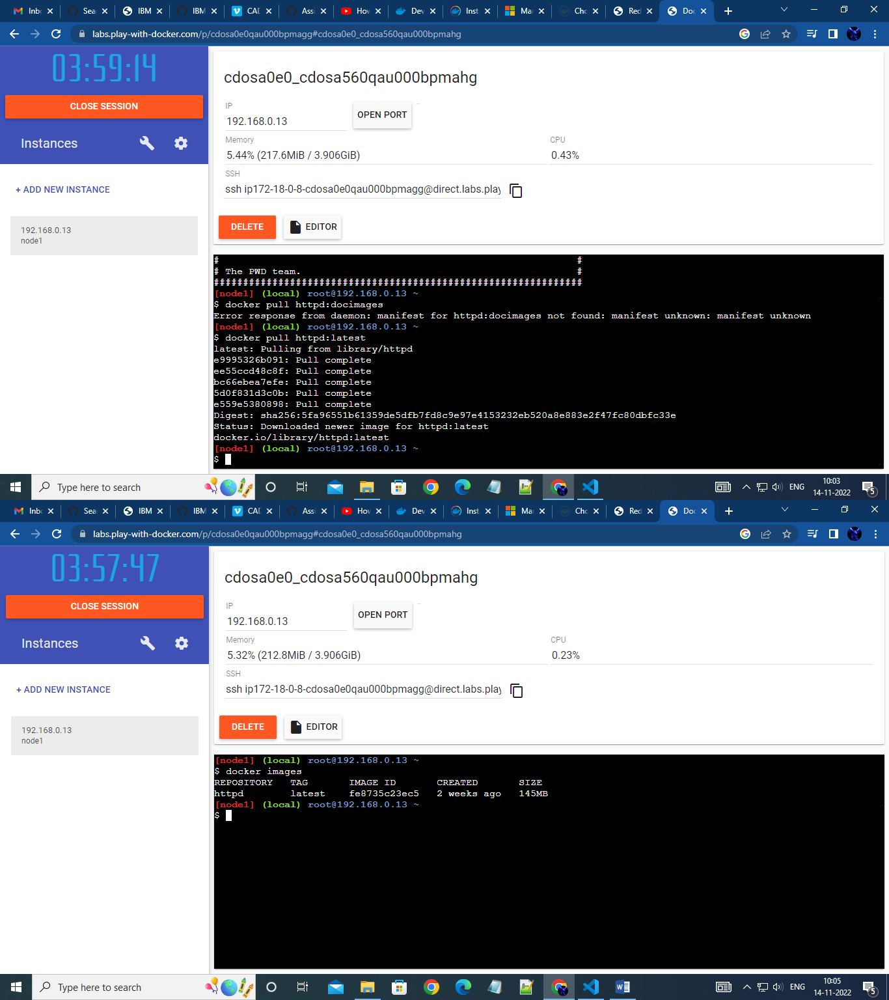 Inbc
Sea
IBM
IBM
CAD
Assi
How
Dev
Inst
Ma
Cho
Red
Doc
labs.play-with-docker.com/p/cdosa0e0qau000bpmagg#cdosa0e0_cdosa560qau000bpmahg
03:59:14
CLOSE SESSION
Instances
+ ADD NEW INSTANCE
192.168.0.13
node1
cdosa0e0_cdosa560qau000bpmahg
IP
192.168.0.13
OPEN PORT
Memory
5.44% (217.6MiB / 3.906GiB)
CPU
0.43%
SSH
ssh ip172-18-0-8-cdosa0e0qau000bpmagg@direct.labs.play
DELETE
EDITOR
# #
# The PWD team. #
###############################################################
[node1] (local) root@192.168.0.13 ~
$ docker pull httpd:docimages
Error response from daemon: manifest for httpd:docimages not found: manifest unknown: manifest unknown
[node1] (local) root@192.168.0.13 ~
$ docker pull httpd:latest
latest: Pulling from library/httpd
e9995326b091: Pull complete
ee55ccd48c8f: Pull complete
bc66ebea7efe: Pull complete
5d0f831d3c0b: Pull complete
e559e5380898: Pull complete
Digest: sha256:5fa96551b61359de5dfb7fd8c9e97e4153232eb520a8e883e2f47fc80dbfc33e
Status: Downloaded newer image for httpd:latest
docker.io/library/httpd:latest
[node1] (local) root@192.168.0.13 ~
$
Type here to search
ENG
10:03
14-11-2022
5
Inbc
Sea
IBM
IBM
CAD
Assi
How
Dev
Inst
Ma
Cho
Red
Doc
labs.play-with-docker.com/p/cdosa0e0qau000bpmagg#cdosa0e0_cdosa560qau000bpmahg
03:57:47
CLOSE SESSION
Instances
+ ADD NEW INSTANCE
192.168.0.13
node1
cdosa0e0_cdosa560qau000bpmahg
IP
192.168.0.13
OPEN PORT
Memory
5.32% (212.8MiB / 3.906GiB)
CPU
0.23%
SSH
ssh ip172-18-0-8-cdosa0e0qau000bpmagg@direct.labs.play
DELETE
EDITOR
[node1] (local) root@192.168.0.13 ~
$ docker images
REPOSITORY TAG IMAGE ID CREATED SIZE
httpd latest fe8735c23ec5 2 weeks ago 145MB
[node1] (local) root@192.168.0.13 ~
$
Type here to search
ENG
10:05
14-11-2022
5